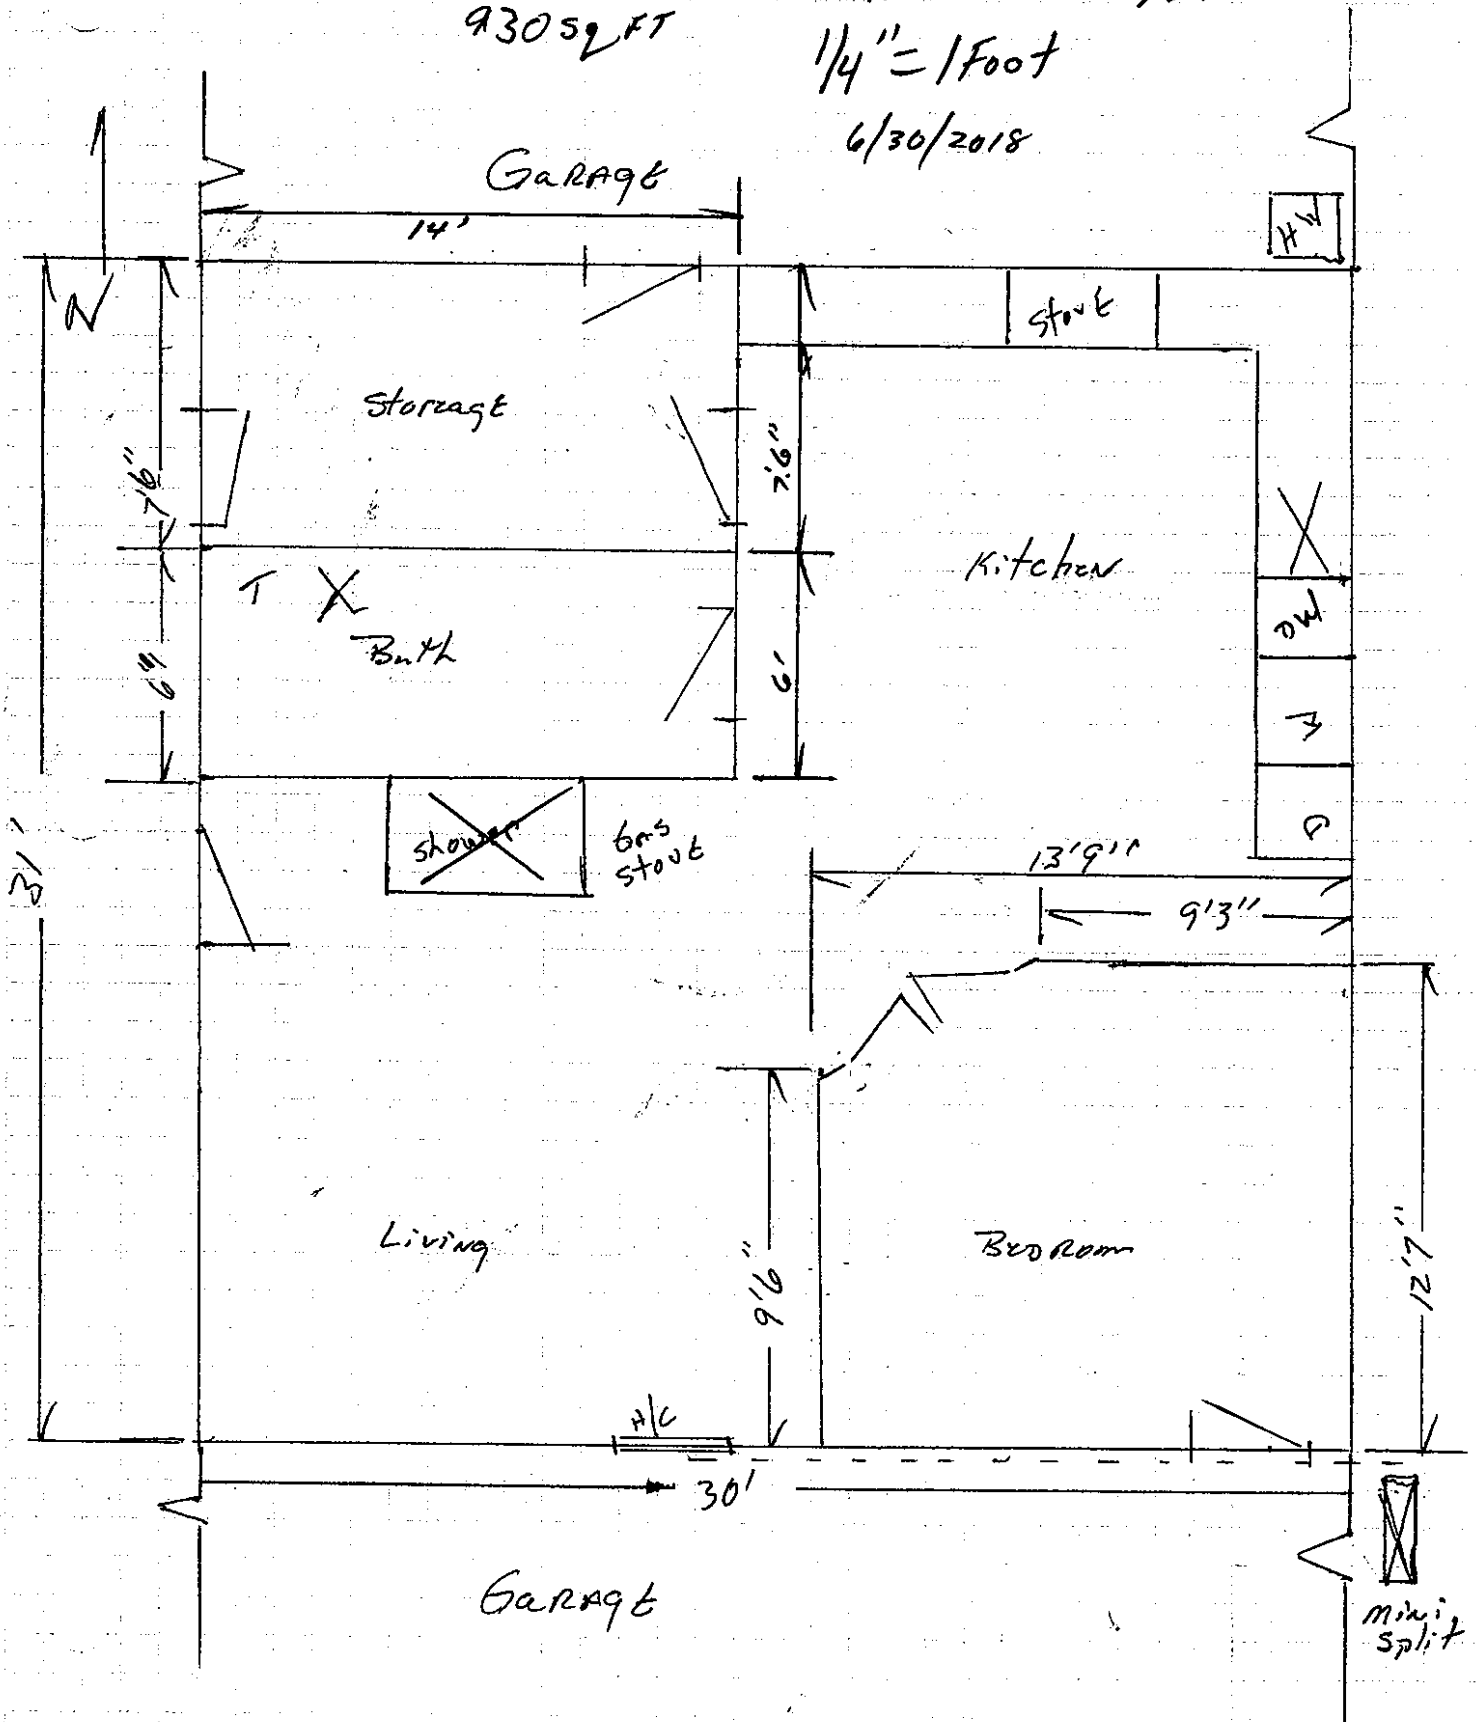 930 sq FT
1/4" = 1 Foot
6/30/2018
Garage
14'
HW
N
Stove
Storage
7'6"
7'6"
Kitchen
T
Bath
DW
6'
6'
W
31'
Shower
Gas
Stove
D
13'9"
9'3"
Living
9'6"
Bedroom
12'7"
H/C
30'
Garage
mini
split